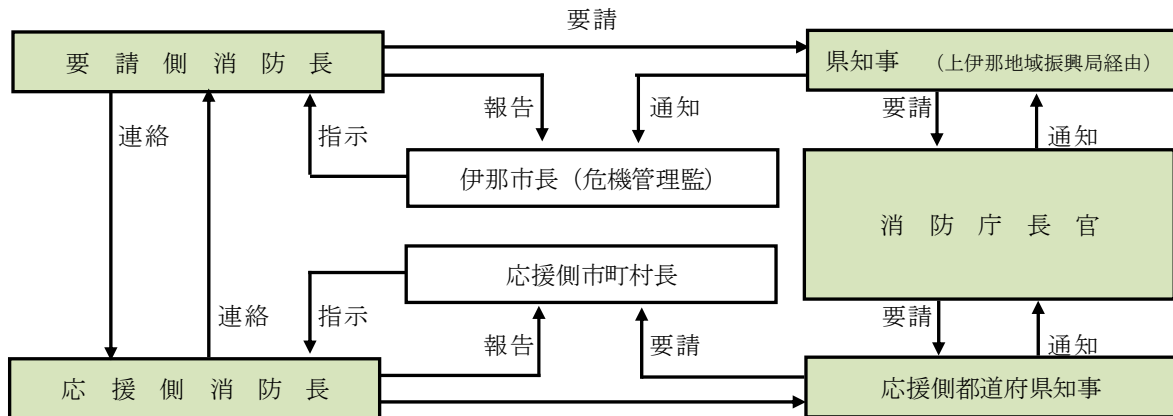 要請
要請側消防長
県知事 （上伊那地域振興局経由）
報告
通知
要請
通知
連絡
指示
伊那市長（危機管理監）
消防庁長官
応援側市町村長
連絡
指示
報告
要請
要請
通知
応援側消防長
応援側都道府県知事